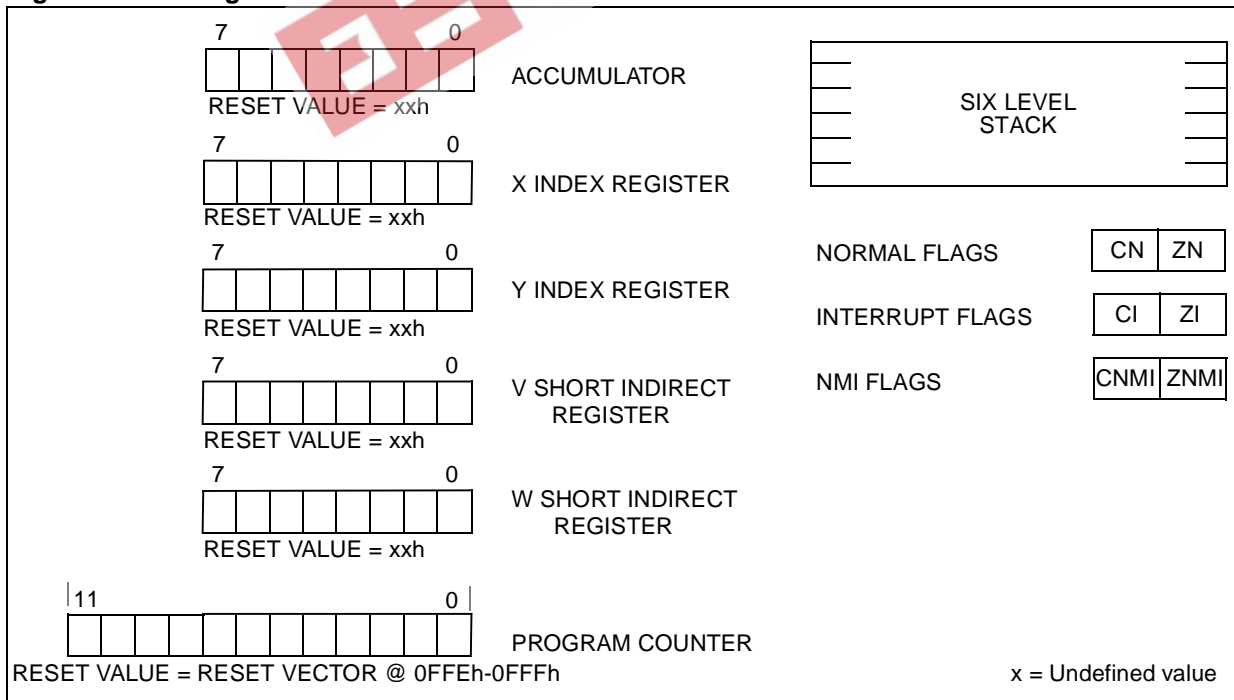 7 0
ACCUMULATOR
RESET VALUE = xxh
7 0
X INDEX REGISTER
RESET VALUE = xxh
7 0
Y INDEX REGISTER
RESET VALUE = xxh
7 0
V SHORT INDIRECT
REGISTER
RESET VALUE = xxh
7 0
W SHORT INDIRECT
REGISTER
RESET VALUE = xxh
11 0
PROGRAM COUNTER
RESET VALUE = RESET VECTOR @ 0FFEh-0FFFh
SIX LEVEL
STACK
NORMAL FLAGS CN ZN
INTERRUPT FLAGS CI ZI
NMI FLAGS CNMI ZNMI
x = Undefined value